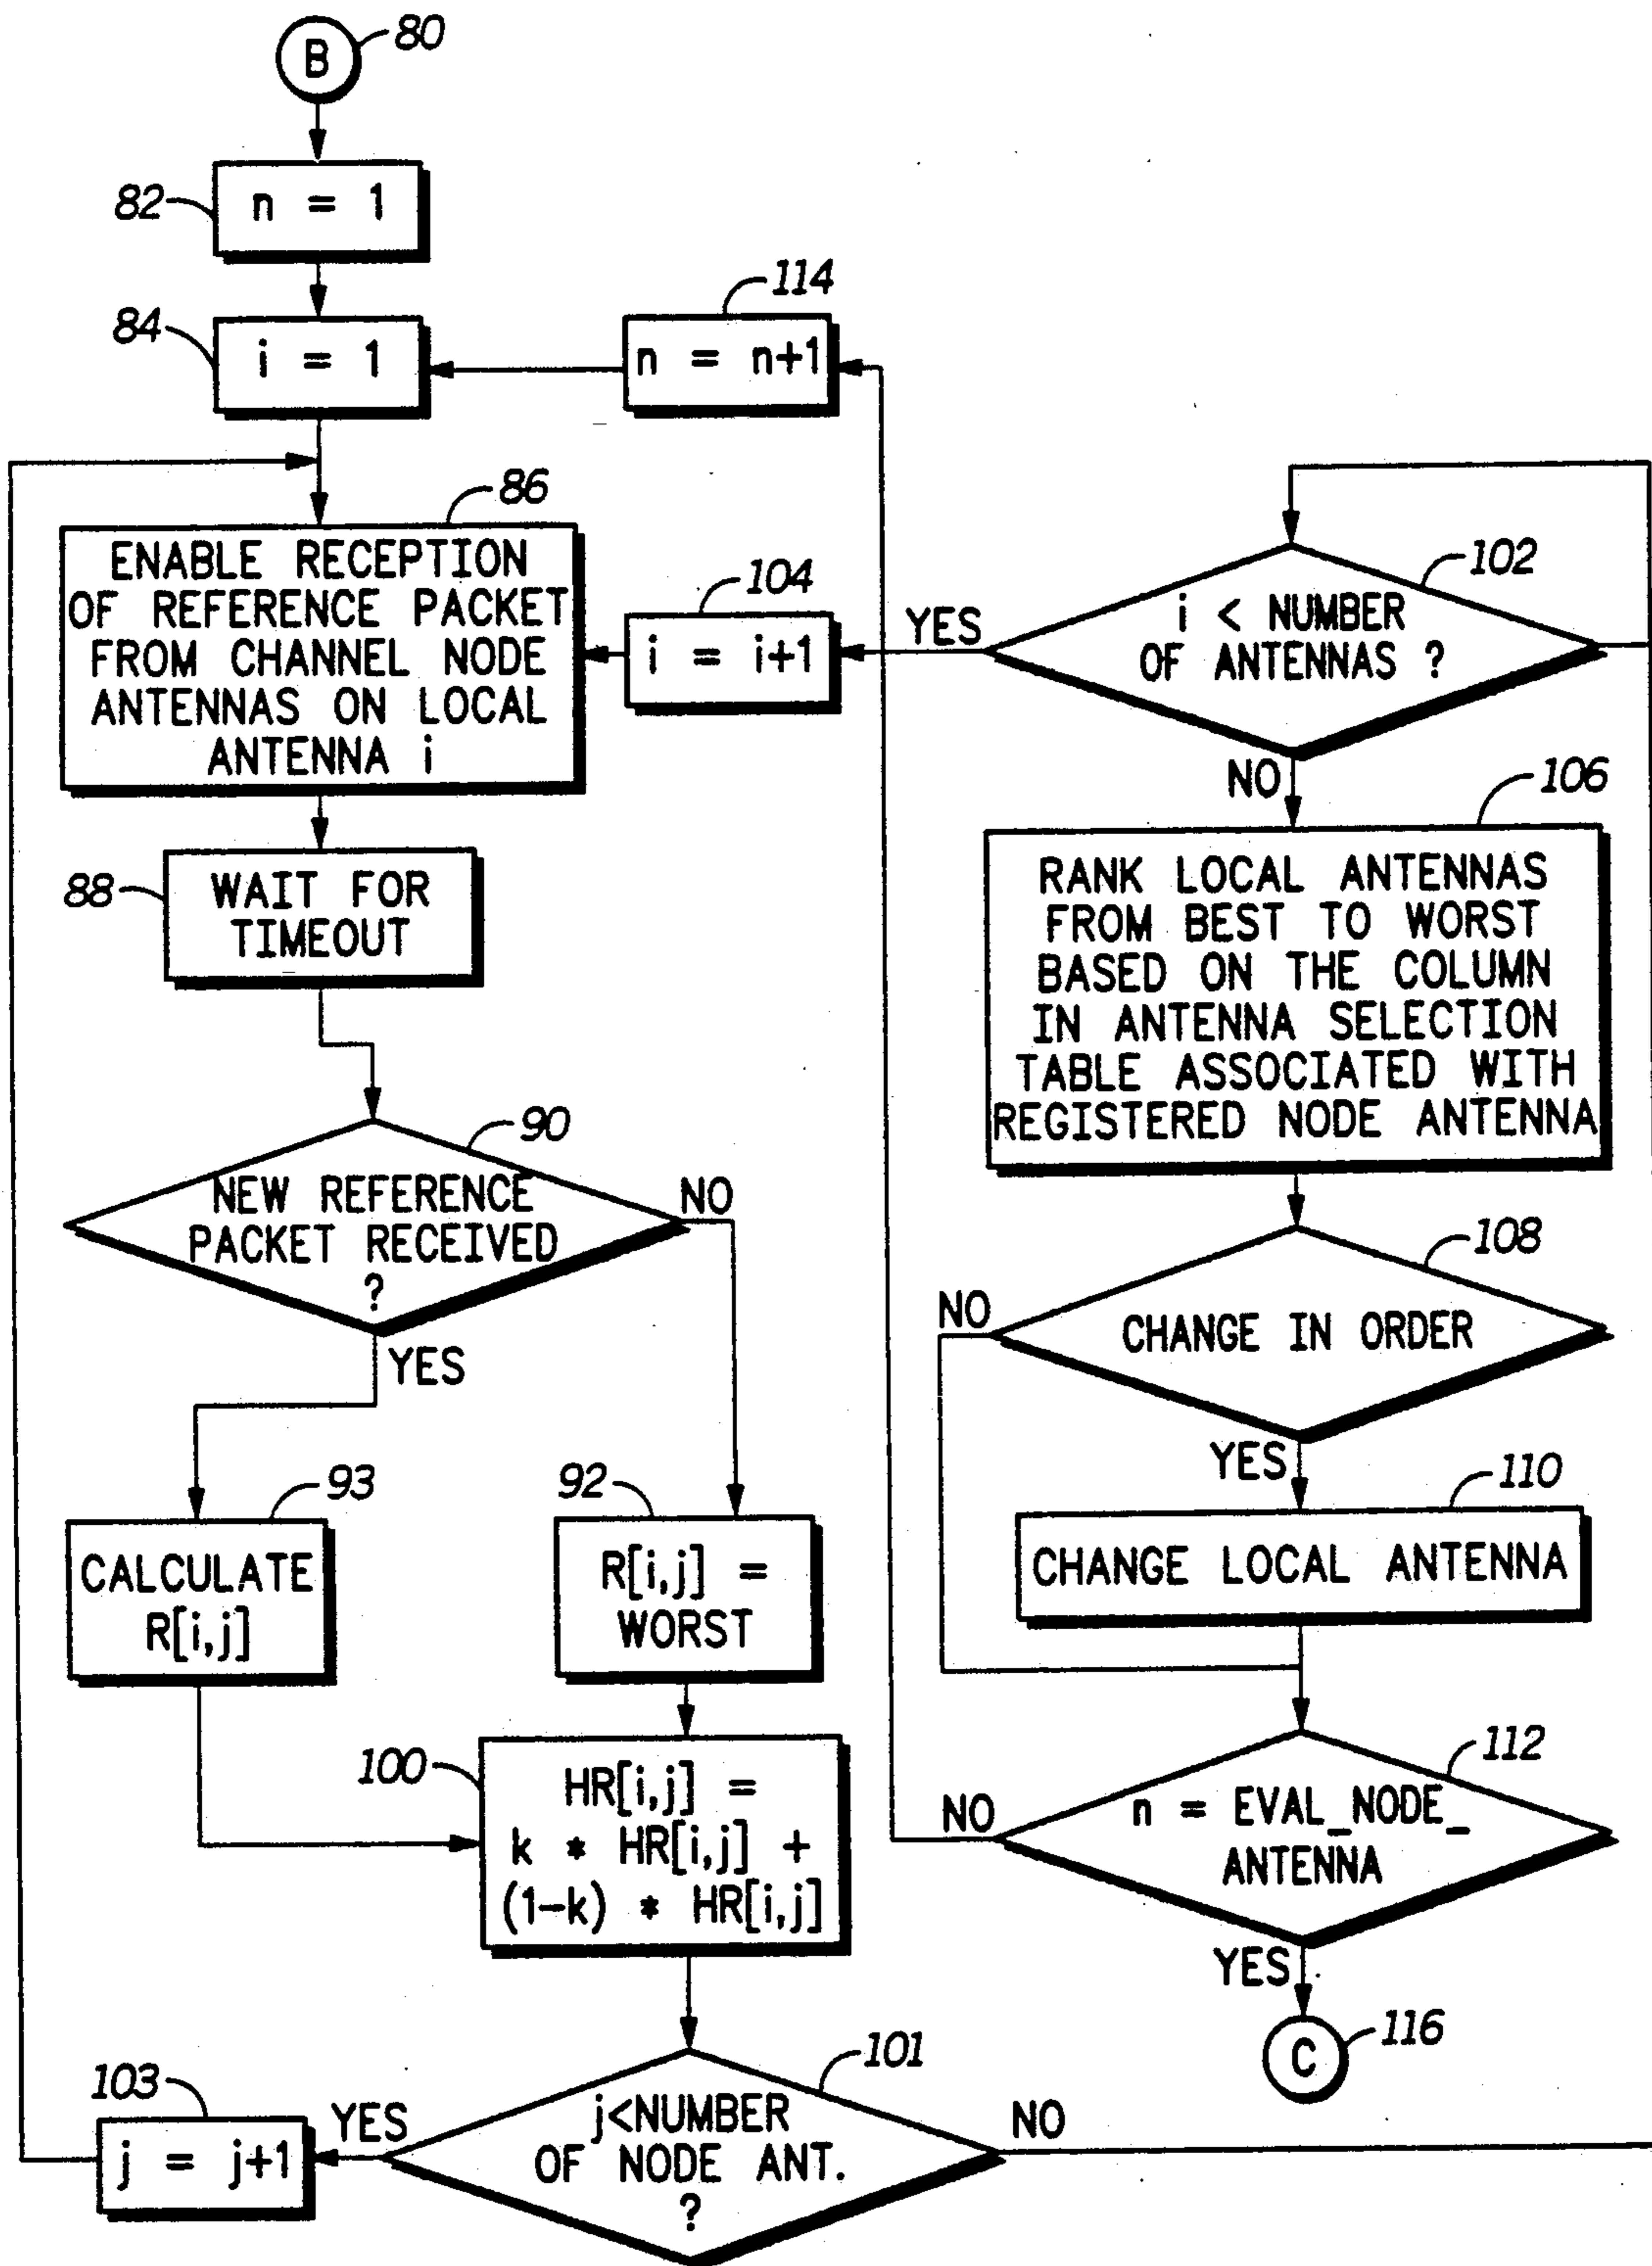 B
80
82
n = 1
84
i = 1
114
n = n+1
86
ENABLE RECEPTION
OF REFERENCE PACKET
FROM CHANNEL NODE
ANTENNAS ON LOCAL
ANTENNA i
104
i = i+1
YES
102
i < NUMBER
OF ANTENNAS ?
NO
88
WAIT FOR
TIMEOUT
106
RANK LOCAL ANTENNAS
FROM BEST TO WORST
BASED ON THE COLUMN
IN ANTENNA SELECTION
TABLE ASSOCIATED WITH
REGISTERED NODE ANTENNA
90
NEW REFERENCE
PACKET RECEIVED
?
NO
YES
108
NO
CHANGE IN ORDER
YES
93
CALCULATE
R[i,j]
92
R[i,j] =
WORST
110
CHANGE LOCAL ANTENNA
100
HR[i,j] =
k * HR[i,j] +
(1-k) * HR[i,j]
112
NO
n = EVAL_NODE_
ANTENNA
YES
C
116
101
j<NUMBER
OF NODE ANT.
?
YES
NO
103
j = j+1